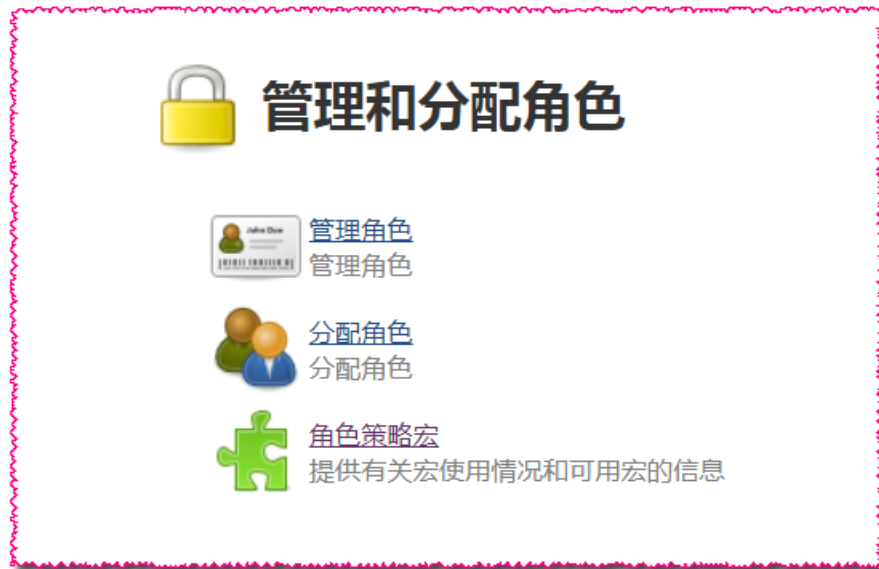 管理和分配角色
John Doe
管理角色
管理角色
分配角色
分配角色
角色策略宏
提供有关宏使用情况和可用宏的信息